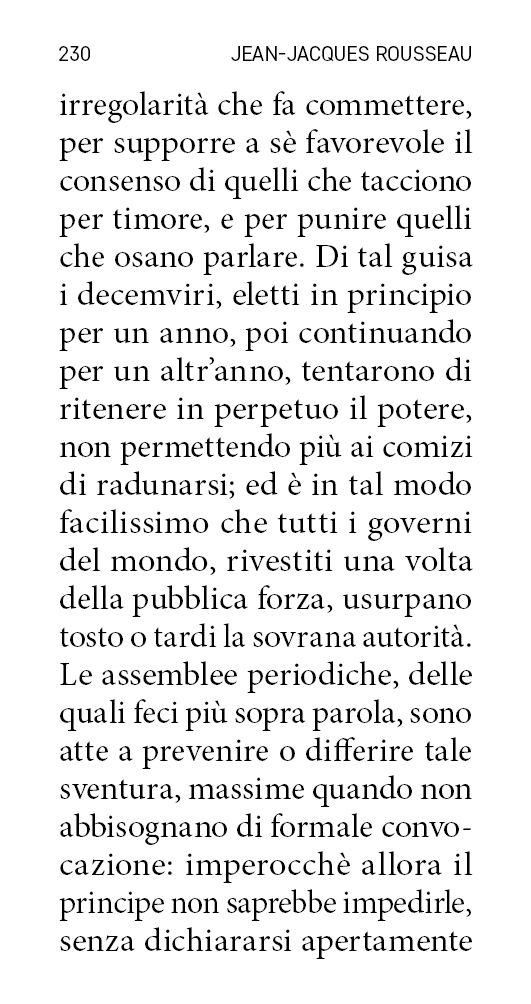 230 JEAN-JACQUES ROUSSEAU
irregolarità che fa commettere,
per supporre a sè favorevole il
consenso di quelli che tacciono
per timore, e per punire quelli
che osano parlare. Di tal guisa
i decemviri, eletti in principio
per un anno, poi continuando
per un altr’anno, tentarono di
ritenere in perpetuo il potere,
non permettendo più ai comizi
di radunarsi; ed è in tal modo
facilissimo che tutti i governi
del mondo, rivestiti una volta
della pubblica forza, usurpano
tosto o tardi la sovrana autorità.
Le assemblee periodiche, delle
quali feci più sopra parola, sono
atte a prevenire o differire tale
sventura, massime quando non
abbisognano di formale convo-
cazione: imperocchè allora il
principe non saprebbe impedirle,
senza dichiararsi apertamente